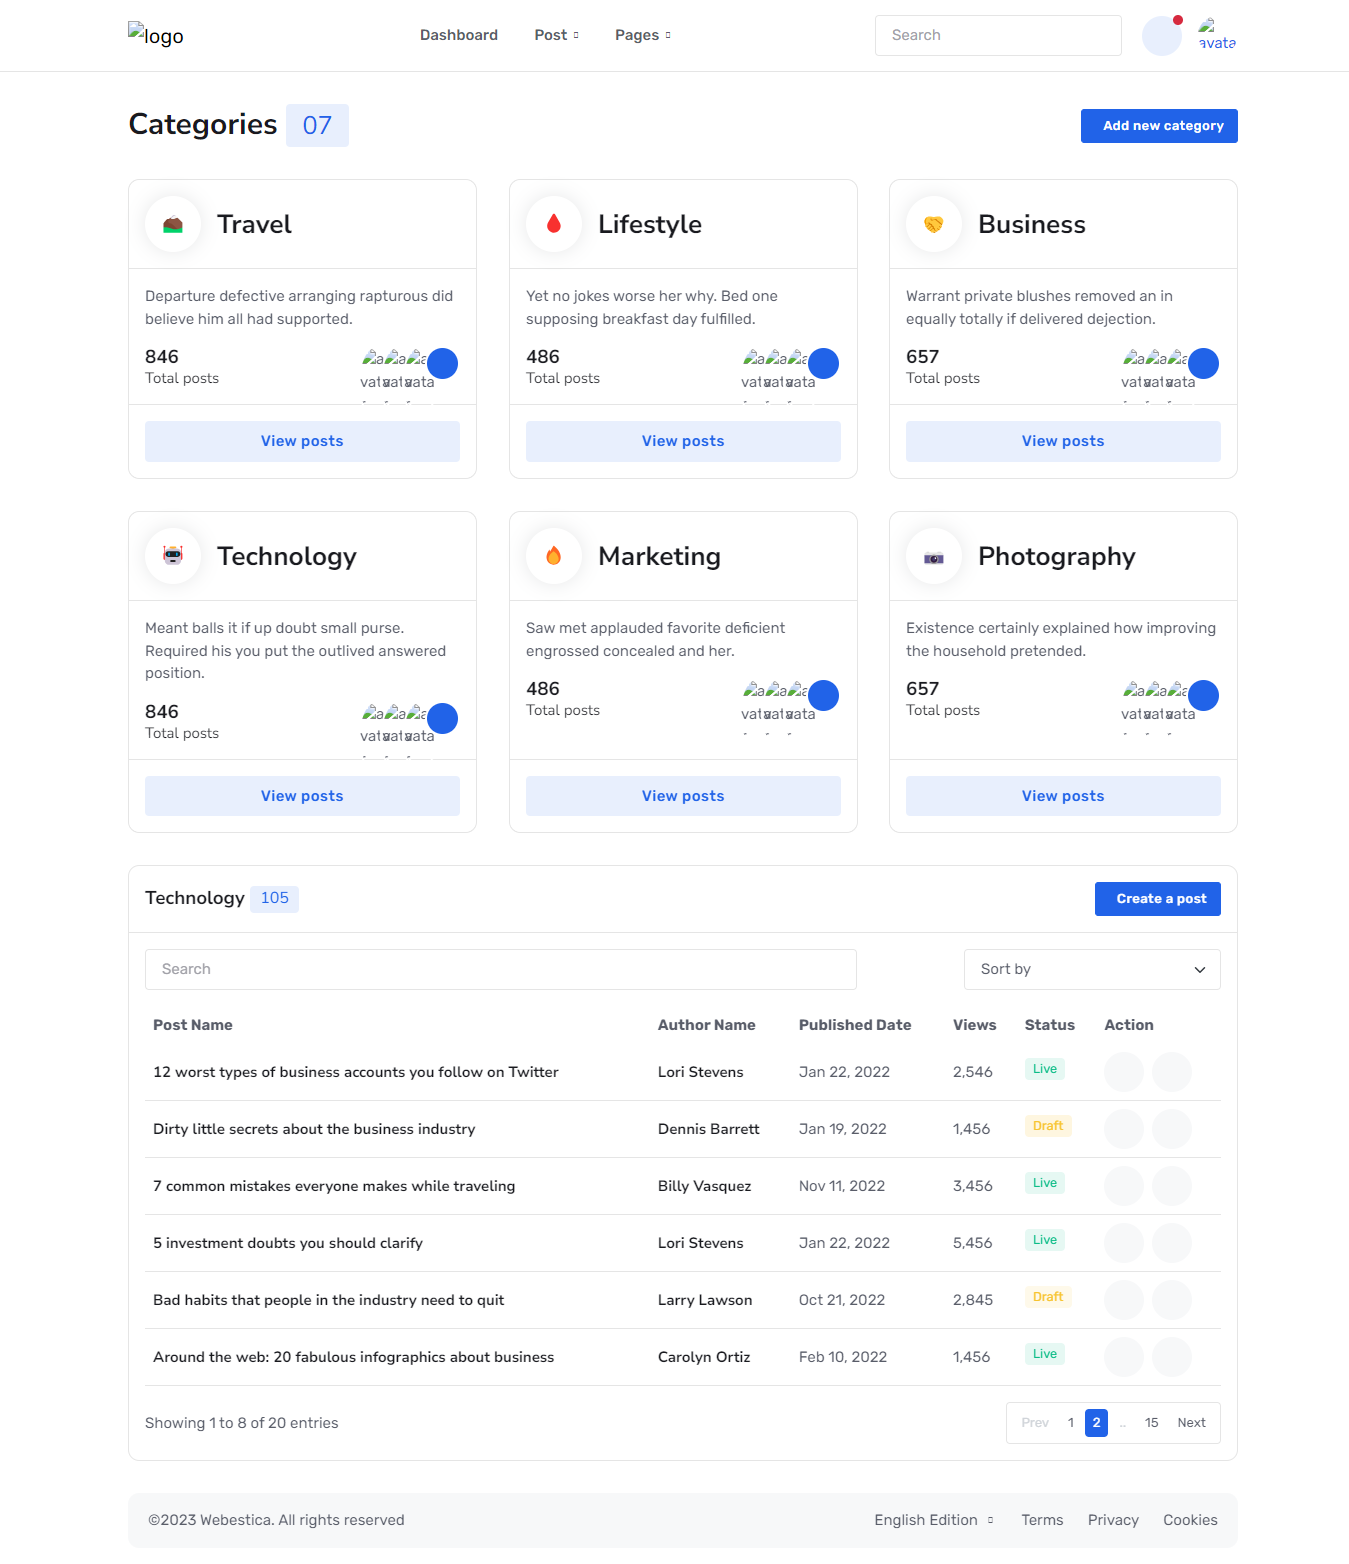 logo
Dashboard Post Pages Search
avata
Categories 07 Add new category
Travel
Departure defective arranging rapturous did
believe him all had supported.
846
Total posts
View posts
Lifestyle
Yet no jokes worse her why. Bed one
supposing breakfast day fulfilled.
486
Total posts
View posts
Business
Warrant private blushes removed an in
equally totally if delivered dejection.
657
Total posts
View posts
Technology
Meant balls it if up doubt small purse.
Required his you put the outlived answered
position.
846
Total posts
View posts
Marketing
Saw met applauded favorite deficient
engrossed concealed and her.
486
Total posts
View posts
Photography
Existence certainly explained how improving
the household pretended.
657
Total posts
View posts
Technology 105 Create a post
Search Sort by
Post Name Author Name Published Date Views Status Action
12 worst types of business accounts you follow on Twitter Lori Stevens Jan 22, 2022 2,546 Live
Dirty little secrets about the business industry Dennis Barrett Jan 19, 2022 1,456 Draft
7 common mistakes everyone makes while traveling Billy Vasquez Nov 11, 2022 3,456 Live
5 investment doubts you should clarify Lori Stevens Jan 22, 2022 5,456 Live
Bad habits that people in the industry need to quit Larry Lawson Oct 21, 2022 2,845 Draft
Around the web: 20 fabulous infographics about business Carolyn Ortiz Feb 10, 2022 1,456 Live
Showing 1 to 8 of 20 entries Prev 1 2 .. 15 Next
©2023 Webestica. All rights reserved English Edition Terms Privacy Cookies